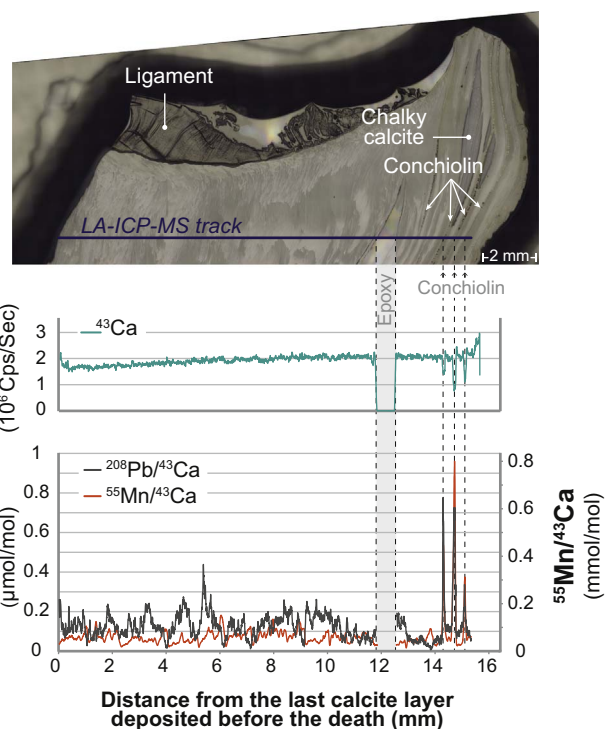 Ligament
Chalky
calcite
Conchiolin
LA-ICP-MS track
2 mm
Epoxy
Conchiolin
(10⁶ Cps/Sec)
3
2
1
0
⁴³Ca
(µmol/mol)
1
0.8
0.6
0.4
0.2
0
²⁰⁸Pb/⁴³Ca
⁵⁵Mn/⁴³Ca
0.8
0.6
0.4
0.2
0
⁵⁵Mn/⁴³Ca
(mmol/mol)
0 2 4 6 8 10 12 14 16
Distance from the last calcite layer
deposited before the death (mm)